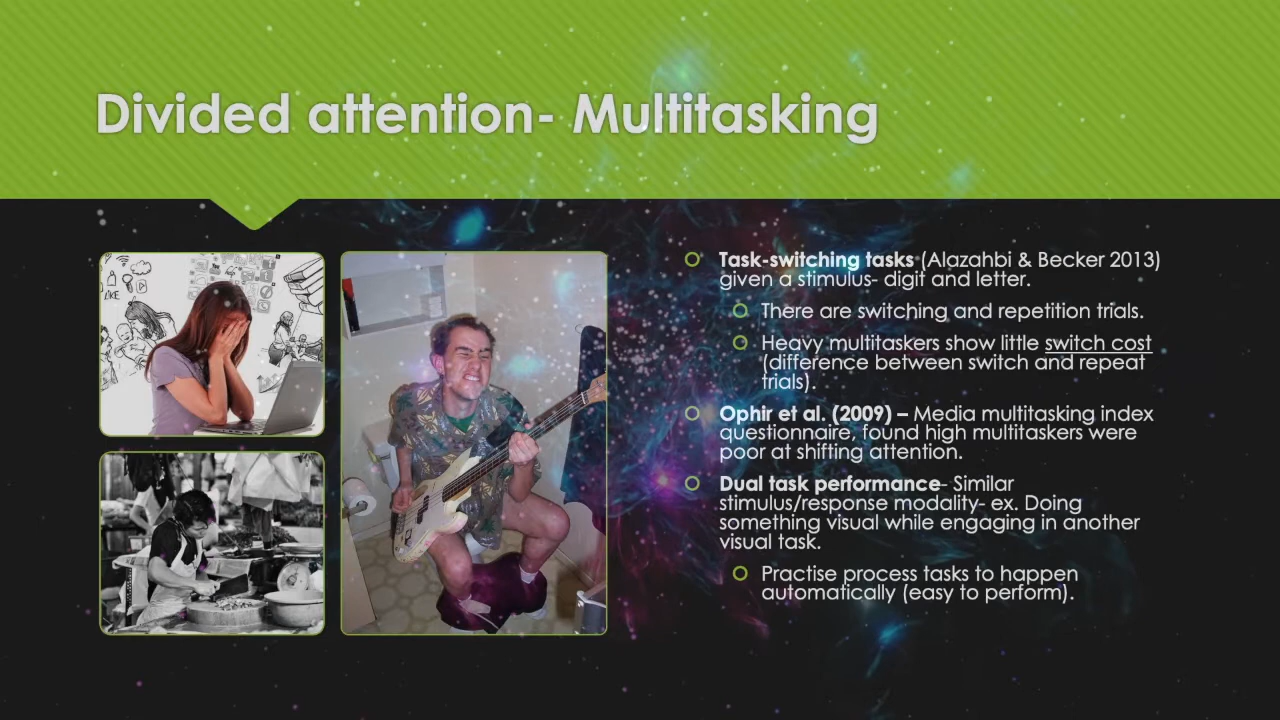 Divided attention- Multitasking
LIKE
Task-switching tasks (Alazahbi & Becker 2013)
given a stimulus- digit and letter.
There are switching and repetition trials.
Heavy multitaskers show little switch cost
(difference between switch and repeat
trials).
Ophir et al. (2009) – Media multitasking index
questionnaire, found high multitaskers were
poor at shifting attention.
Dual task performance- Similar
stimulus/response modality- ex. Doing
something visual while engaging in another
visual task.
Practise process tasks to happen
automatically (easy to perform).